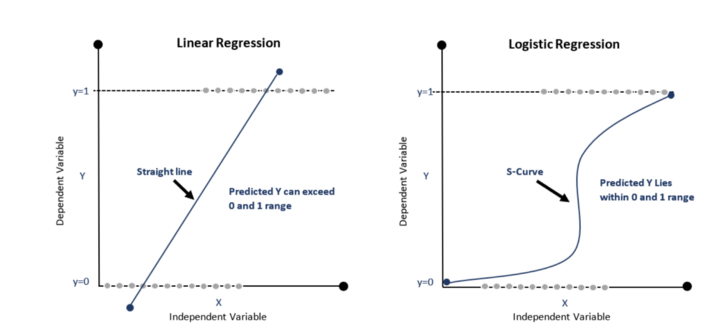 Linear Regression
y=1
Dependent Variable
Y
Straight line
Predicted Y can exceed
0 and 1 range
y=0
X
Independent Variable
Logistic Regression
y=1
Dependent Variable
Y
S-Curve
Predicted Y Lies
within 0 and 1 range
y=0
X
Independent Variable